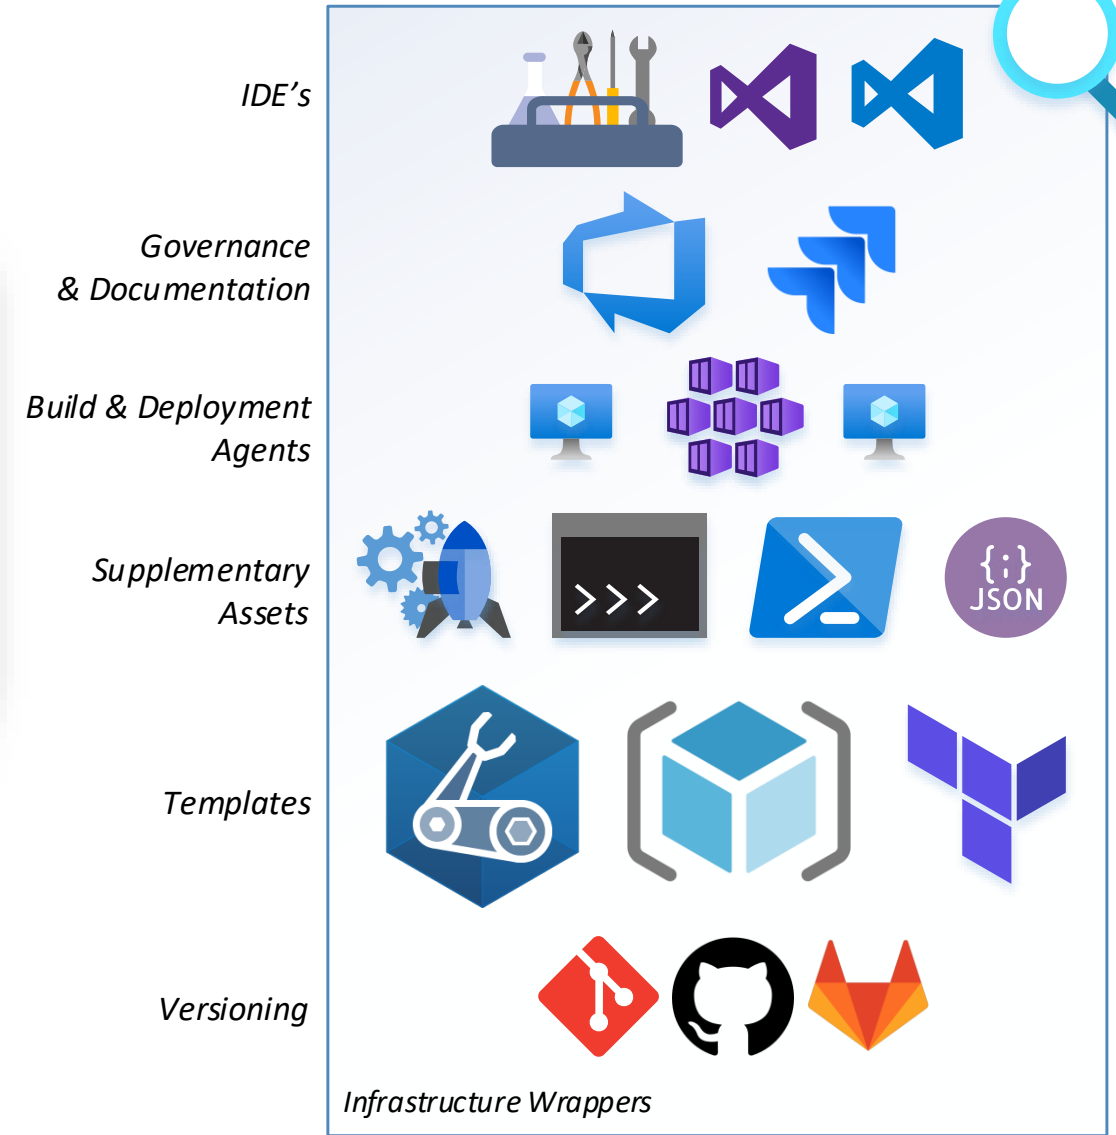 IDE’s
Governance
& Documentation
Build & Deployment
Agents
>>>
Supplementary
Assets
{;}
JSON
Templates
Versioning
Infrastructure Wrappers